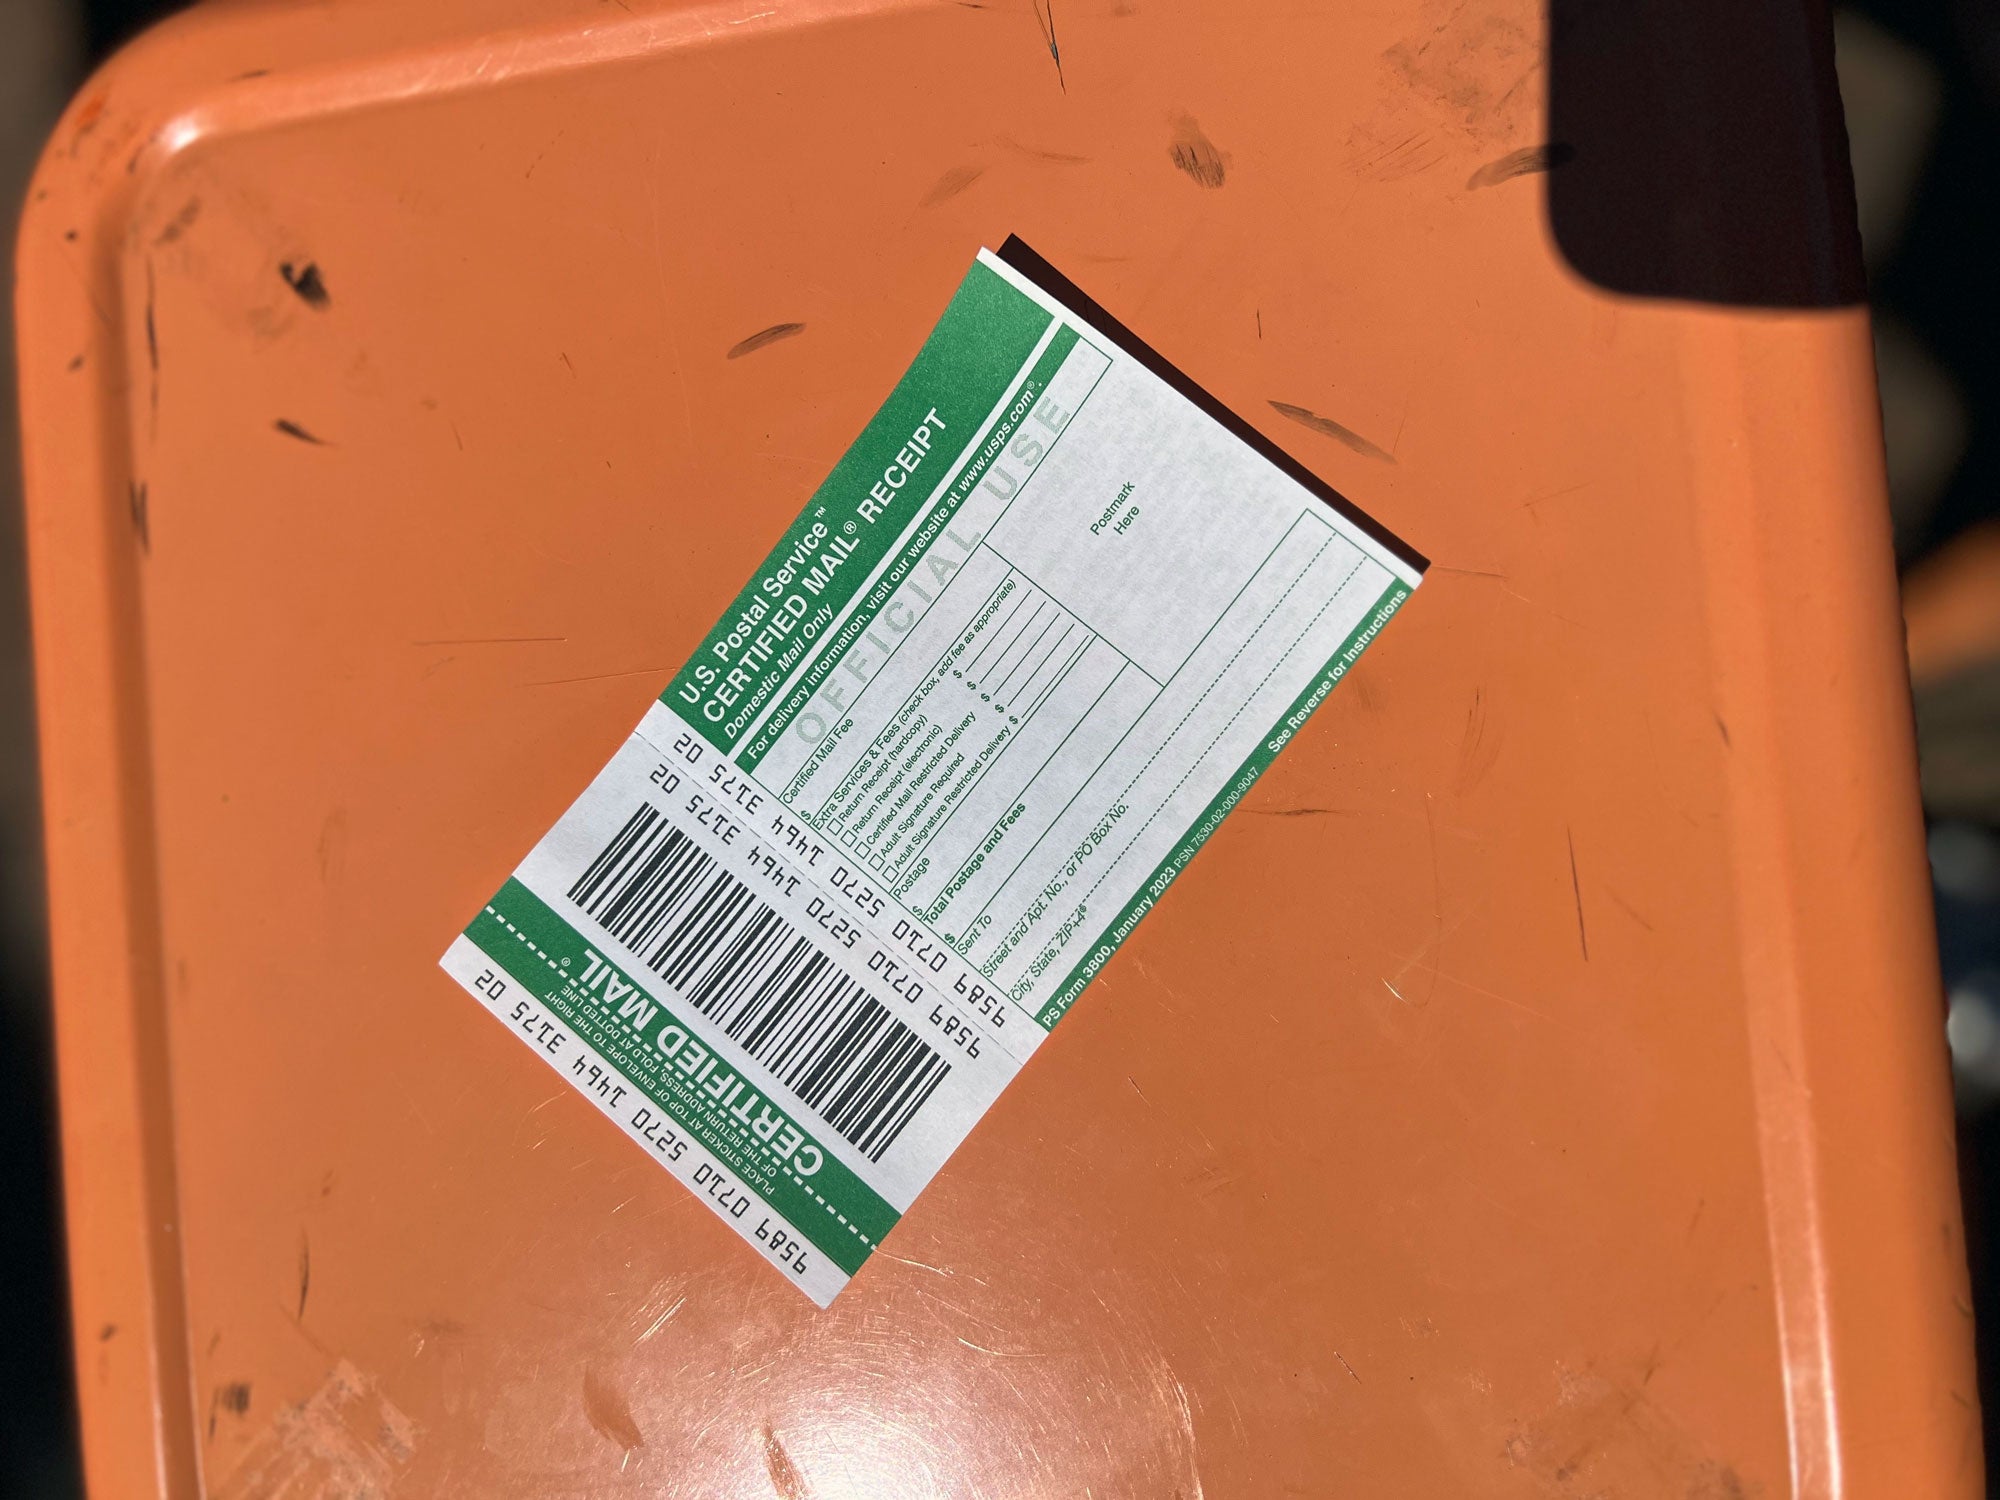 U.S. Postal Service™
CERTIFIED MAIL® RECEIPT
Domestic Mail Only
For delivery information, visit our website at www.usps.com®.
OFFICIAL USE
Certified Mail Fee
$
Extra Services & Fees (check box, add fee as appropriate)
Return Receipt (hardcopy) $
Return Receipt (electronic) $
Certified Mail Restricted Delivery $
Adult Signature Required $
Adult Signature Restricted Delivery $
Postmark
Here
Postage
$
Total Postage and Fees
$
Sent To
Street and Apt. No., or PO Box No.
City, State, ZIP+4®
PS Form 3800, January 2023 PSN 7530-02-000-9047 See Reverse for Instructions
9589 0710 5270 1464 3175 02
9589 0710 5270 1464 3175 02
CERTIFIED MAIL®
PLACE STICKER AT TOP OF ENVELOPE TO THE RIGHT
OF THE RETURN ADDRESS, FOLD AT DOTTED LINE
9589 0710 5270 1464 3175 02